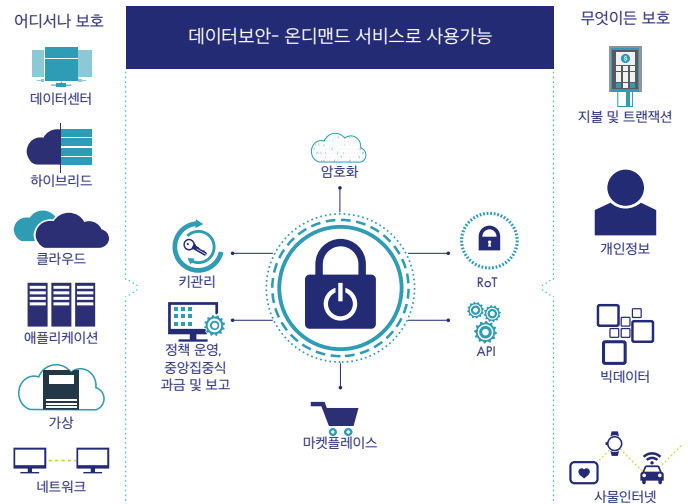 어디서나 보호
데이터센터
하이브리드
클라우드
애플리케이션
가상
네트워크
데이터보안- 온디맨드 서비스로 사용가능
암호화
키관리
RoT
정책 운영,
중앙집중식
과금 및 보고
API
마켓플레이스
무엇이든 보호
지불 및 트랜잭션
개인정보
빅데이터
사물인터넷